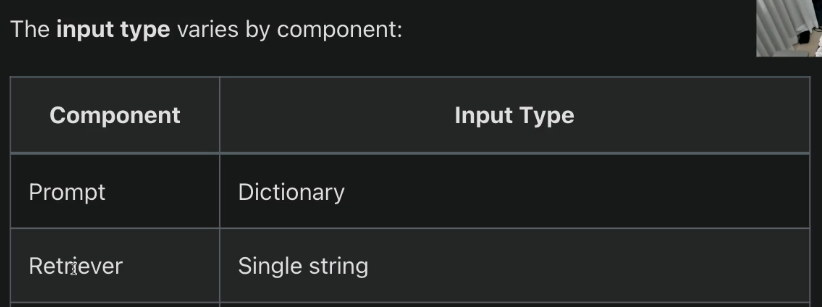 The input type varies by component:
Component Input Type
Prompt Dictionary
Retriever Single string